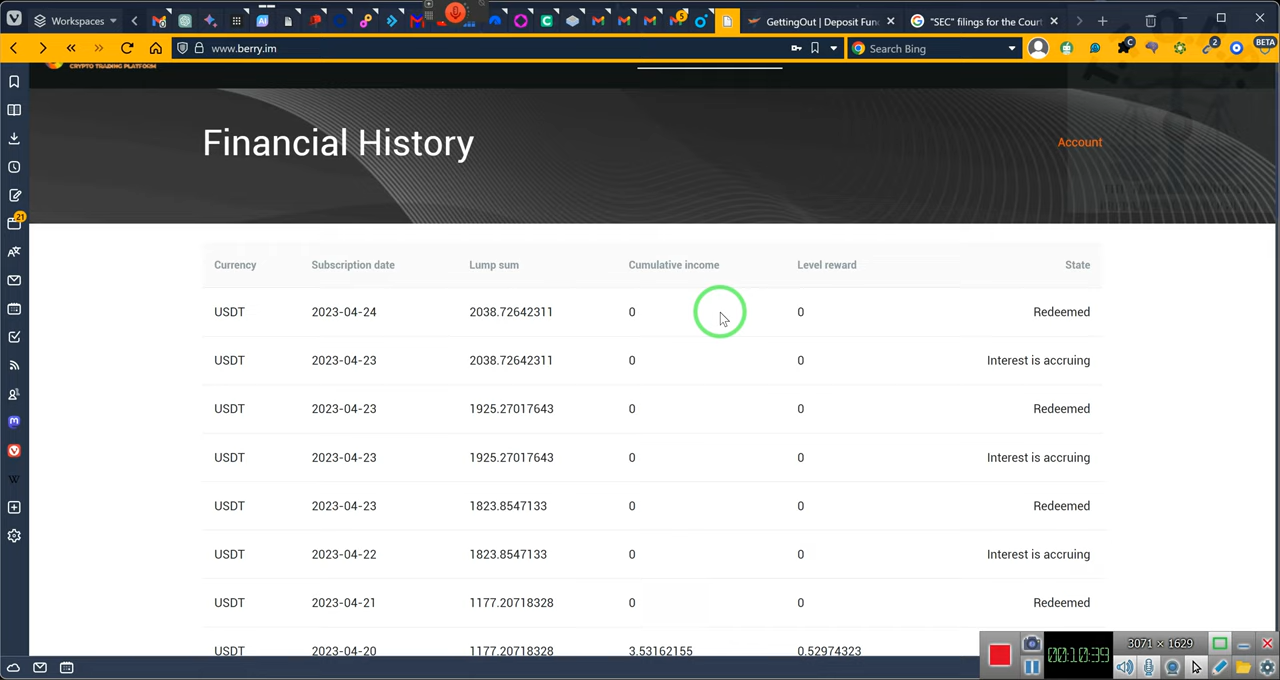 Workspaces
GettingOut | Deposit Fun
"SEC" filings for the Court
5
www.berry.im
Search Bing
C
2
BETA
21
CRYPTO TRADING PLATFORM
Financial History
Account
Currency Subscription date Lump sum Cumulative income Level reward State
USDT 2023-04-24 2038.72642311 0 0 Redeemed
USDT 2023-04-23 2038.72642311 0 0 Interest is accruing
USDT 2023-04-23 1925.27017643 0 0 Redeemed
USDT 2023-04-23 1925.27017643 0 0 Interest is accruing
USDT 2023-04-23 1823.8547133 0 0 Redeemed
USDT 2023-04-22 1823.8547133 0 0 Interest is accruing
USDT 2023-04-21 1177.20718328 0 0 Redeemed
USDT 2023-04-20 1177.20718328 3.53162155 0.52974323
3071 × 1629
00:10:39